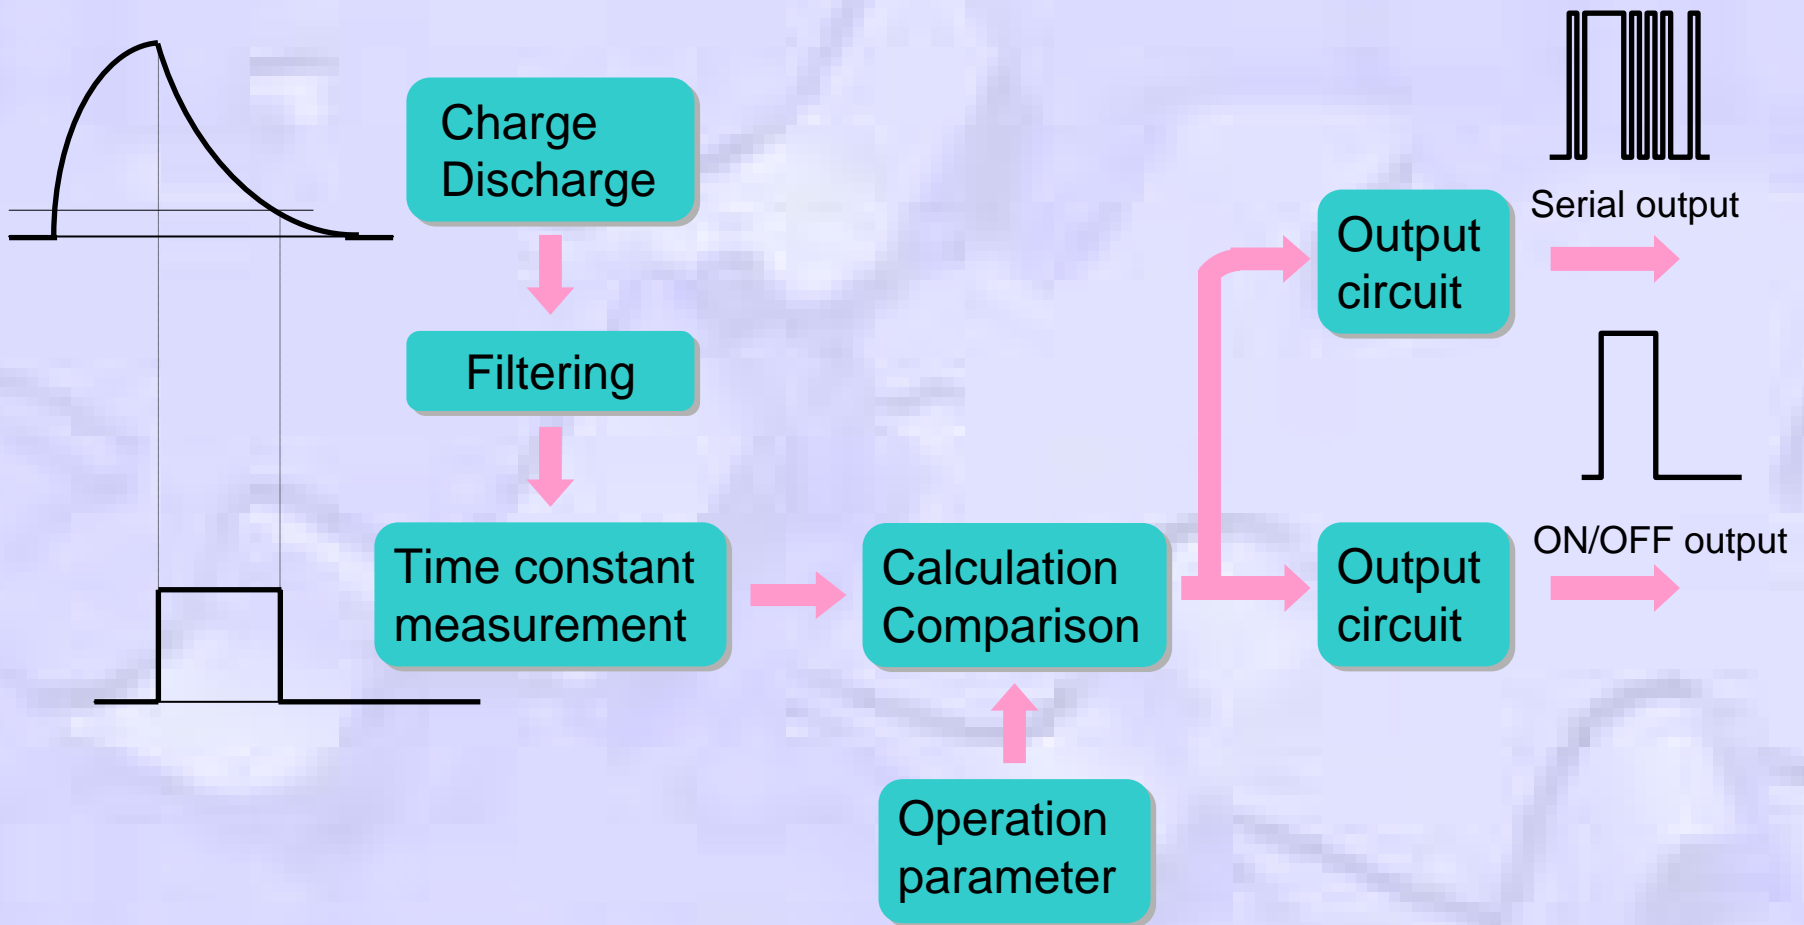 Charge
Discharge
Filtering
Time constant
measurement
Calculation
Comparison
Operation
parameter
Output
circuit
Serial output
Output
circuit
ON/OFF output